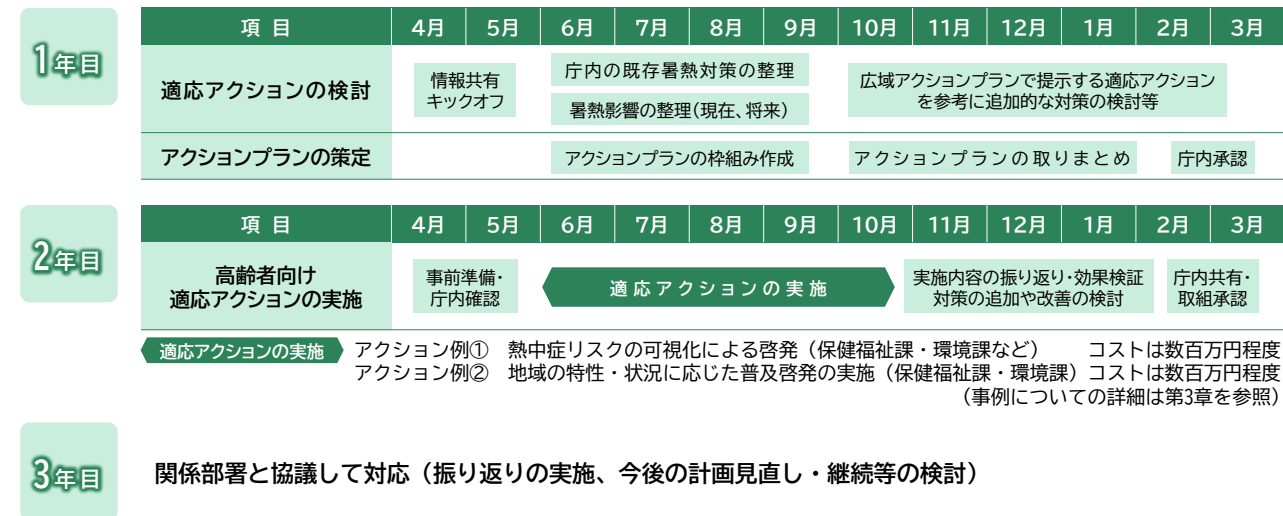 1年目
項 目 4月 5月 6月 7月 8月 9月 10月 11月 12月 1月 2月 3月
適応アクションの検討
情報共有
キックオフ
庁内の既存暑熱対策の整理
暑熱影響の整理(現在、将来)
広域アクションプランで提示する適応アクション
を参考に追加的な対策の検討等
アクションプランの策定
アクションプランの枠組み作成
アクションプランの取りまとめ
庁内承認
2年目
項 目 4月 5月 6月 7月 8月 9月 10月 11月 12月 1月 2月 3月
高齢者向け
適応アクションの実施
事前準備・
庁内確認
適応アクションの実施
実施内容の振り返り・効果検証
対策の追加や改善の検討
庁内共有・
取組承認
適応アクションの実施 アクション例① 熱中症リスクの可視化による啓発（保健福祉課・環境課など） コストは数百万円程度
アクション例② 地域の特性・状況に応じた普及啓発の実施（保健福祉課・環境課）コストは数百万円程度
（事例についての詳細は第3章を参照）
3年目
関係部署と協議して対応（振り返りの実施、今後の計画見直し・継続等の検討）